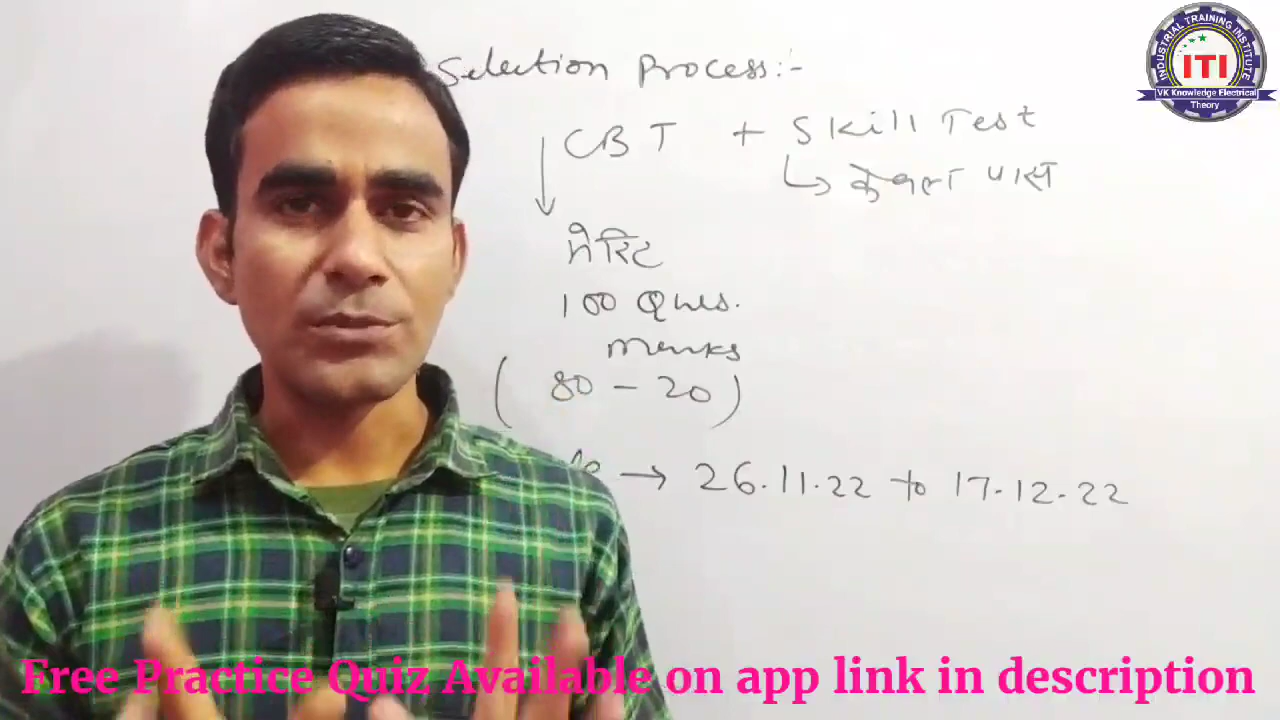 Selection Process:-
CBT + Skill Test
केवल पास
मेरिट
100 Ques.
Marks
(80 - 20)
→ 26.11.22 to 17.12.22
INDUSTRIAL TRAINING INSTITUTE
ITI
VK Knowledge Electrical
Theory
Free Practice Quiz Available on app link in description